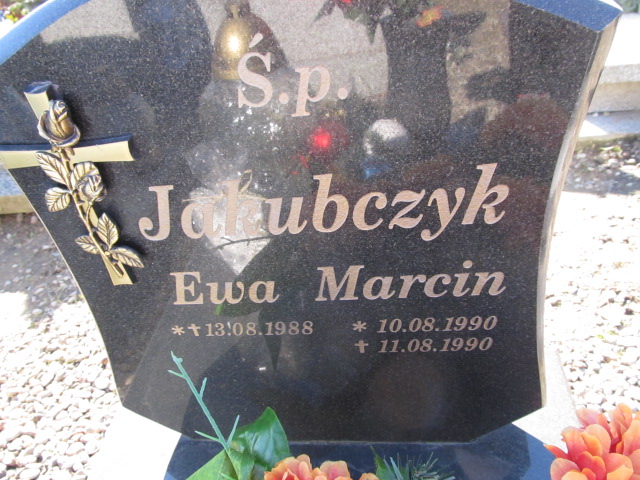 Ś.p.
Jakubczyk
Ewa Marcin
*✝13.08.1988 * 10.08.1990
✝ 11.08.1990